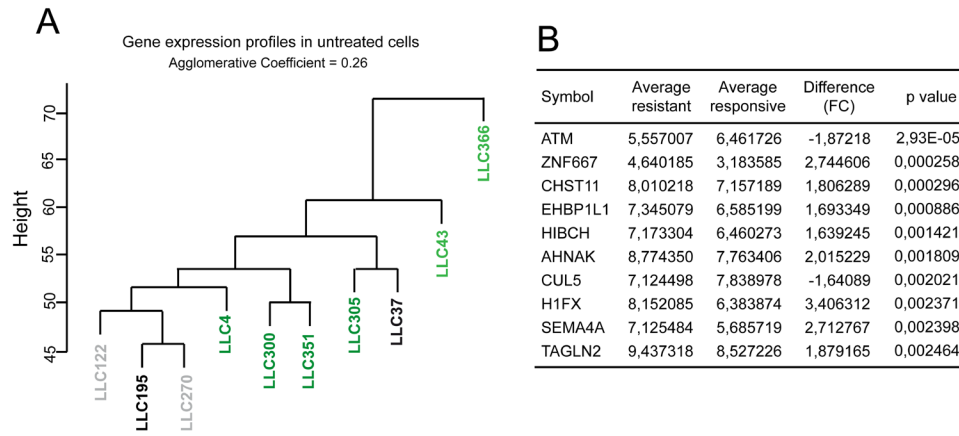 A
Gene expression profiles in untreated cells
Agglomerative Coefficient = 0.26
Height
70
65
60
55
50
45
LLC122
LLC195
LLC270
LLC4
LLC300
LLC351
LLC305
LLC37
LLC43
LLC366
B
Symbol Average resistant Average responsive Difference (FC) p value
ATM 5,557007 6,461726 -1,87218 2,93E-05
ZNF667 4,640185 3,183585 2,744606 0,000258
CHST11 8,010218 7,157189 1,806289 0,000296
EHBP1L1 7,345079 6,585199 1,693349 0,000886
HIBCH 7,173304 6,460273 1,639245 0,001421
AHNAK 8,774350 7,763406 2,015229 0,001809
CUL5 7,124498 7,838978 -1,64089 0,002021
H1FX 8,152085 6,383874 3,406312 0,002371
SEMA4A 7,125484 5,685719 2,712767 0,002398
TAGLN2 9,437318 8,527226 1,879165 0,002464